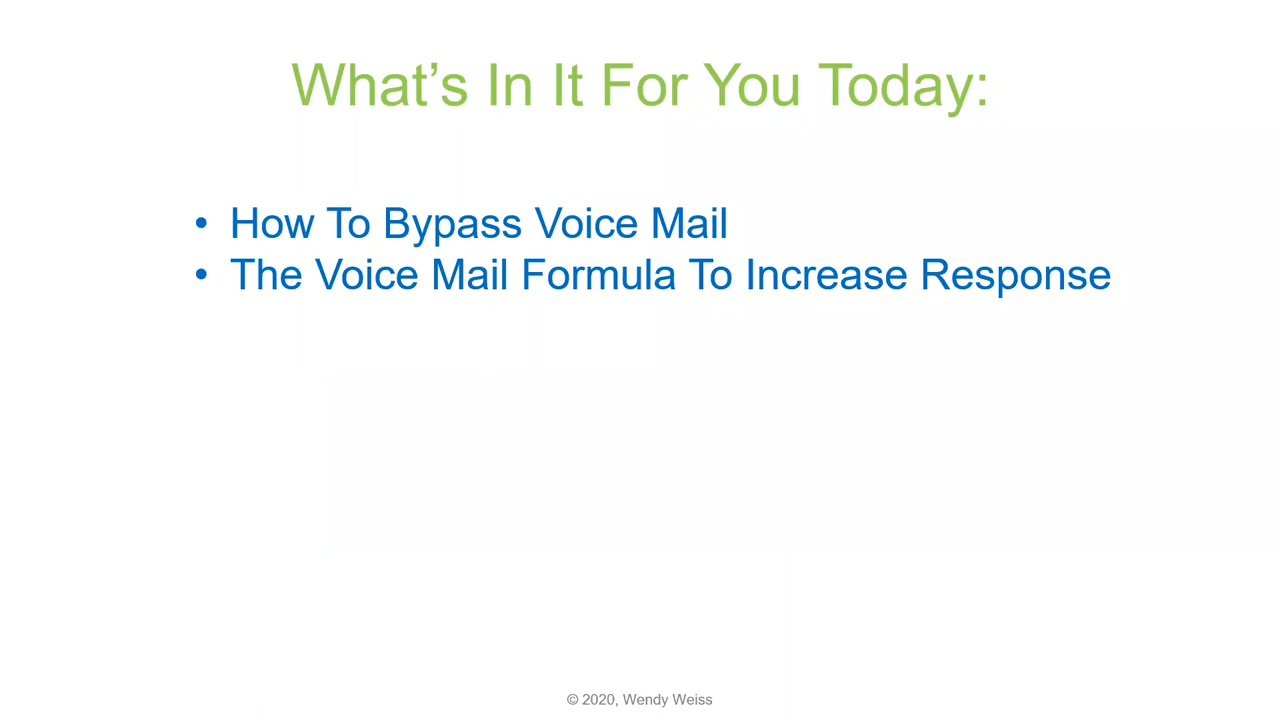 What’s In It For You Today:
• How To Bypass Voice Mail
• The Voice Mail Formula To Increase Response
© 2020, Wendy Weiss